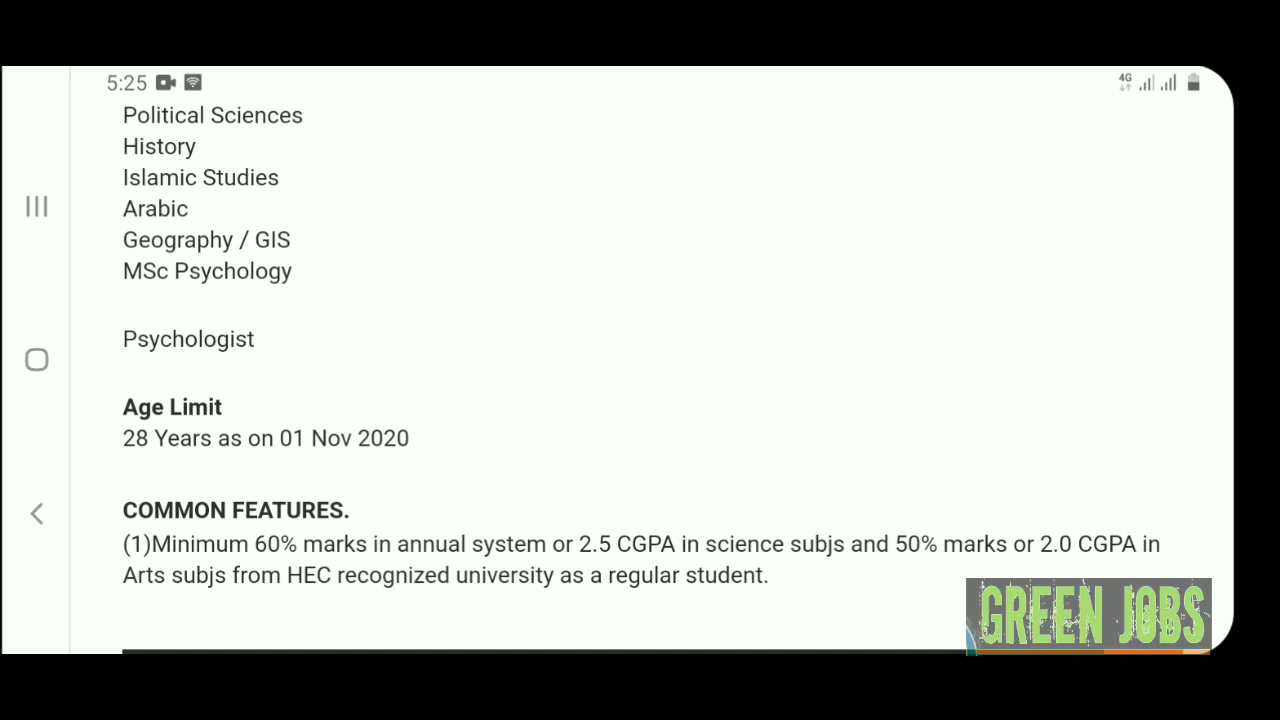 5:25
4G
Political Sciences
History
Islamic Studies
Arabic
Geography / GIS
MSc Psychology
Psychologist
Age Limit
28 Years as on 01 Nov 2020
COMMON FEATURES.
(1)Minimum 60% marks in annual system or 2.5 CGPA in science subjs and 50% marks or 2.0 CGPA in
Arts subjs from HEC recognized university as a regular student.
GREEN JOBS